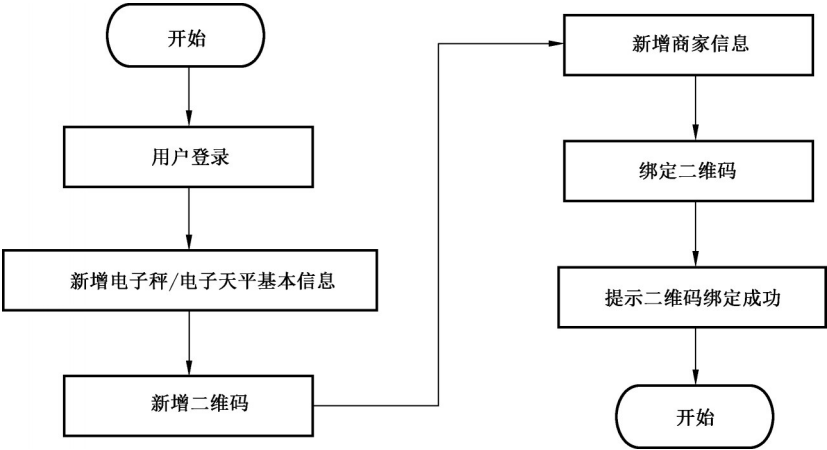 开始
用户登录
新增电子秤/电子天平基本信息
新增二维码
新增商家信息
绑定二维码
提示二维码绑定成功
开始